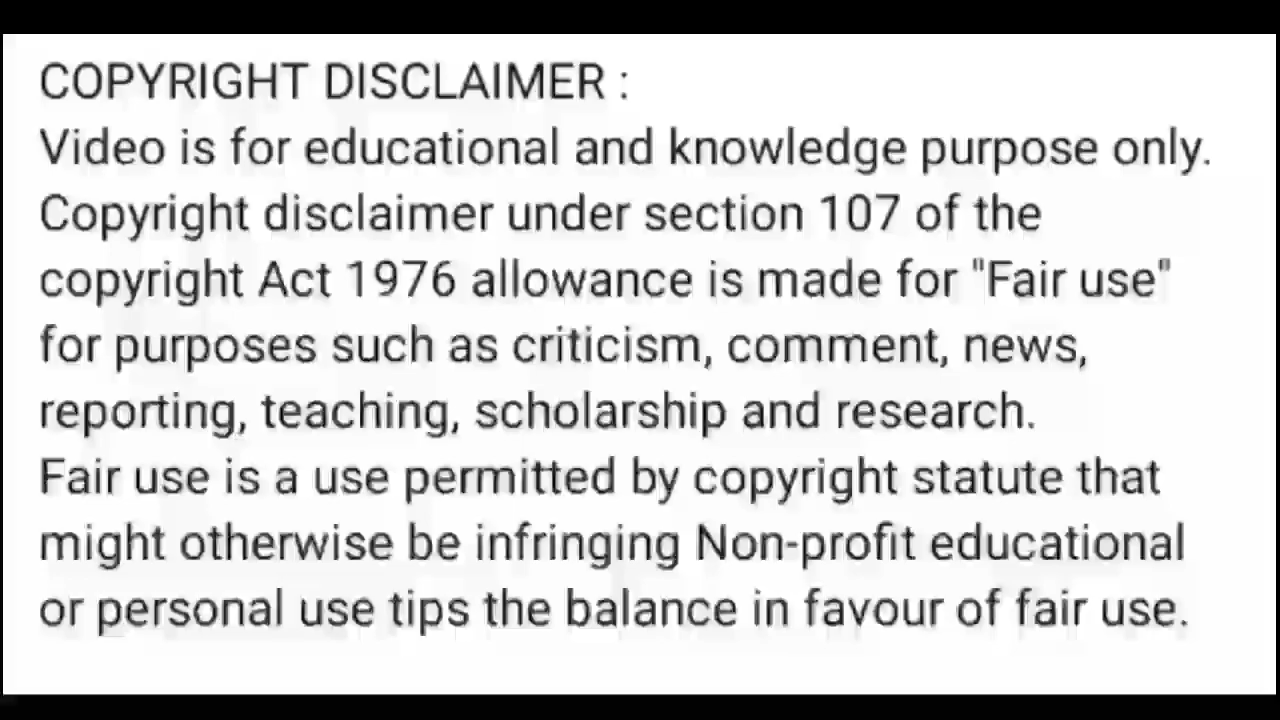 COPYRIGHT DISCLAIMER :
Video is for educational and knowledge purpose only.
Copyright disclaimer under section 107 of the
copyright Act 1976 allowance is made for "Fair use"
for purposes such as criticism, comment, news,
reporting, teaching, scholarship and research.
Fair use is a use permitted by copyright statute that
might otherwise be infringing Non-profit educational
or personal use tips the balance in favour of fair use.